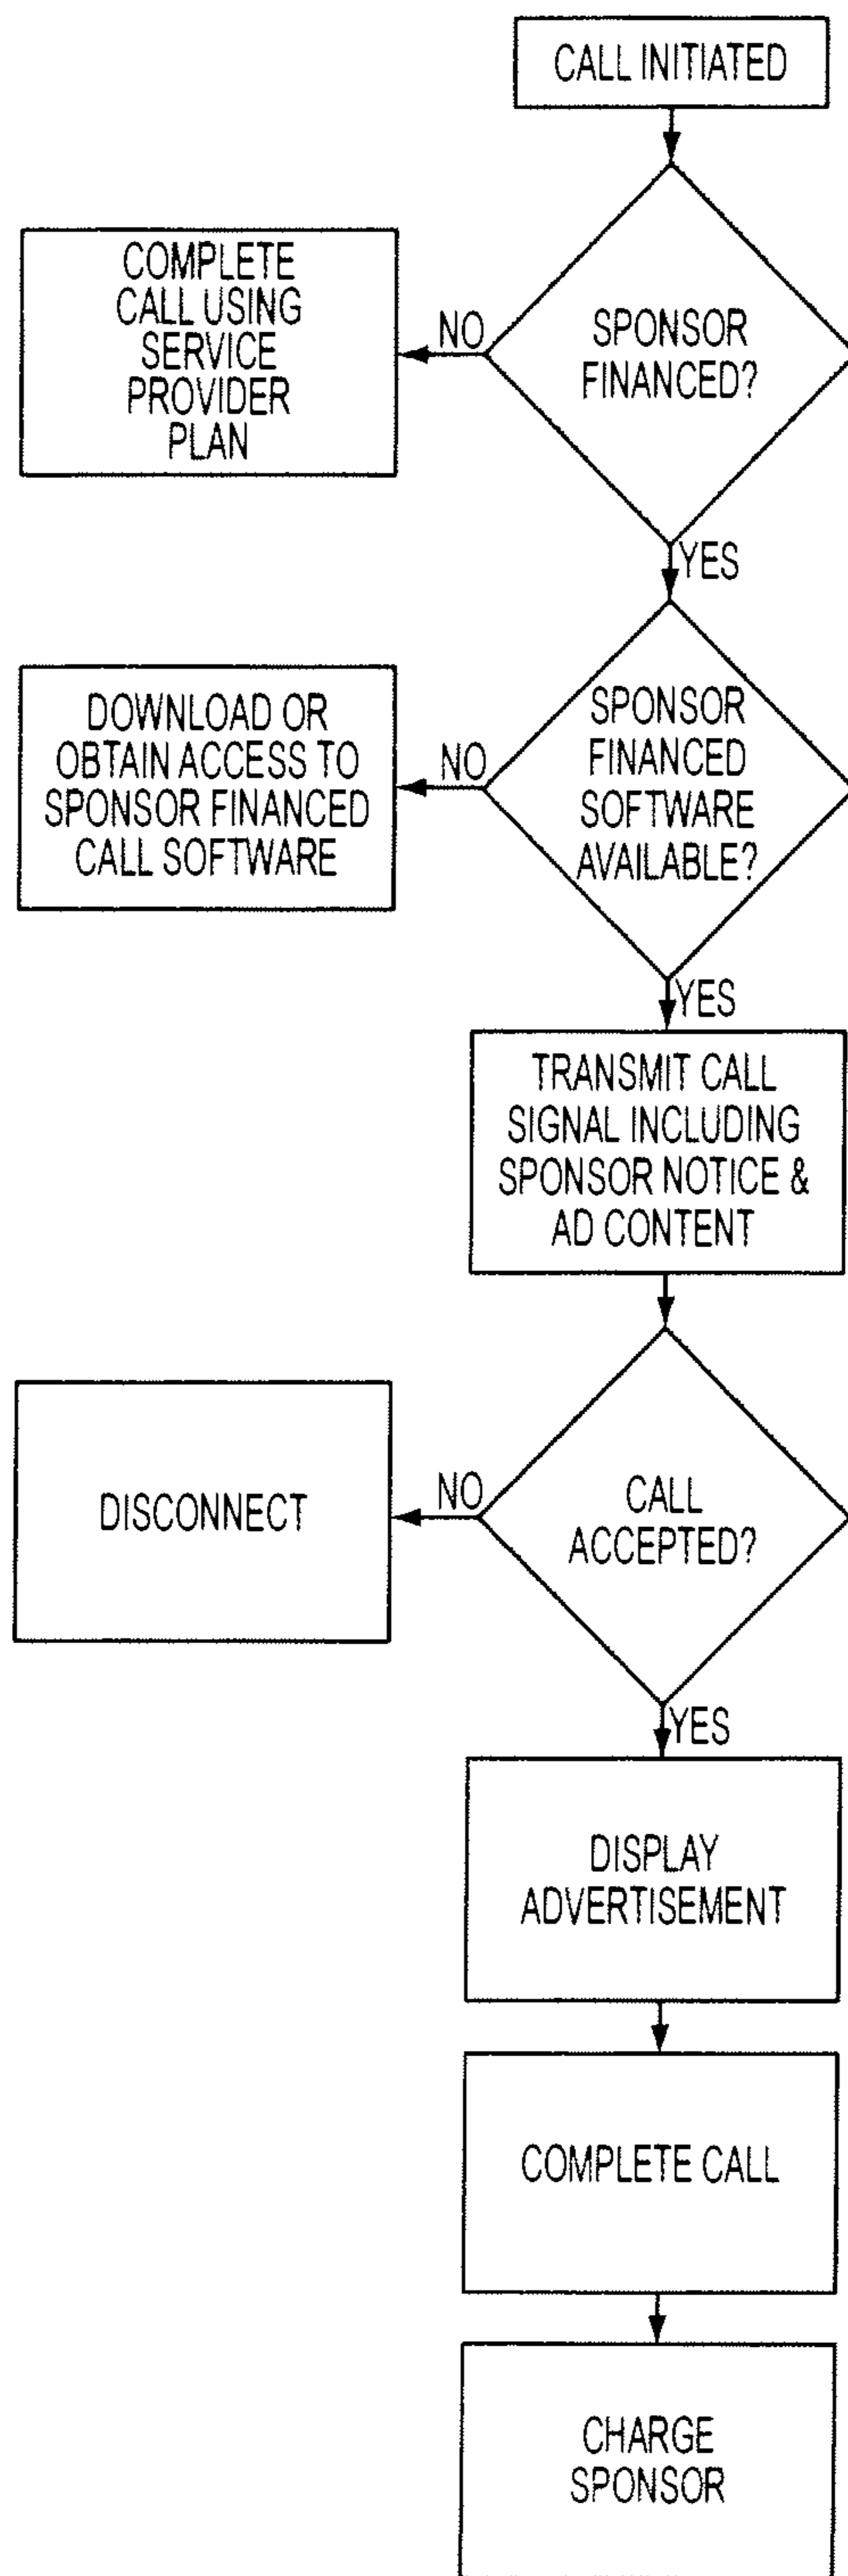 CALL INITIATED
SPONSOR
FINANCED?
NO
COMPLETE
CALL USING
SERVICE
PROVIDER
PLAN
YES
SPONSOR
FINANCED
SOFTWARE
AVAILABLE?
NO
DOWNLOAD OR
OBTAIN ACCESS TO
SPONSOR FINANCED
CALL SOFTWARE
YES
TRANSMIT CALL
SIGNAL INCLUDING
SPONSOR NOTICE &
AD CONTENT
CALL
ACCEPTED?
NO
DISCONNECT
YES
DISPLAY
ADVERTISEMENT
COMPLETE CALL
CHARGE
SPONSOR